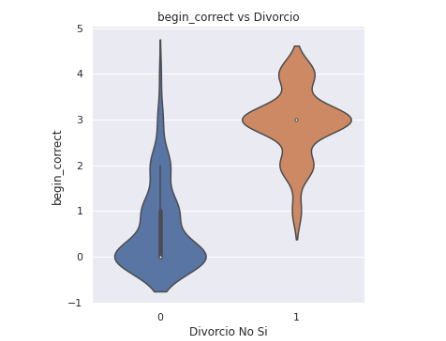 begin_correct vs Divorcio
5
4
3
2
1
0
−1
begin_correct
0 1
Divorcio No Si